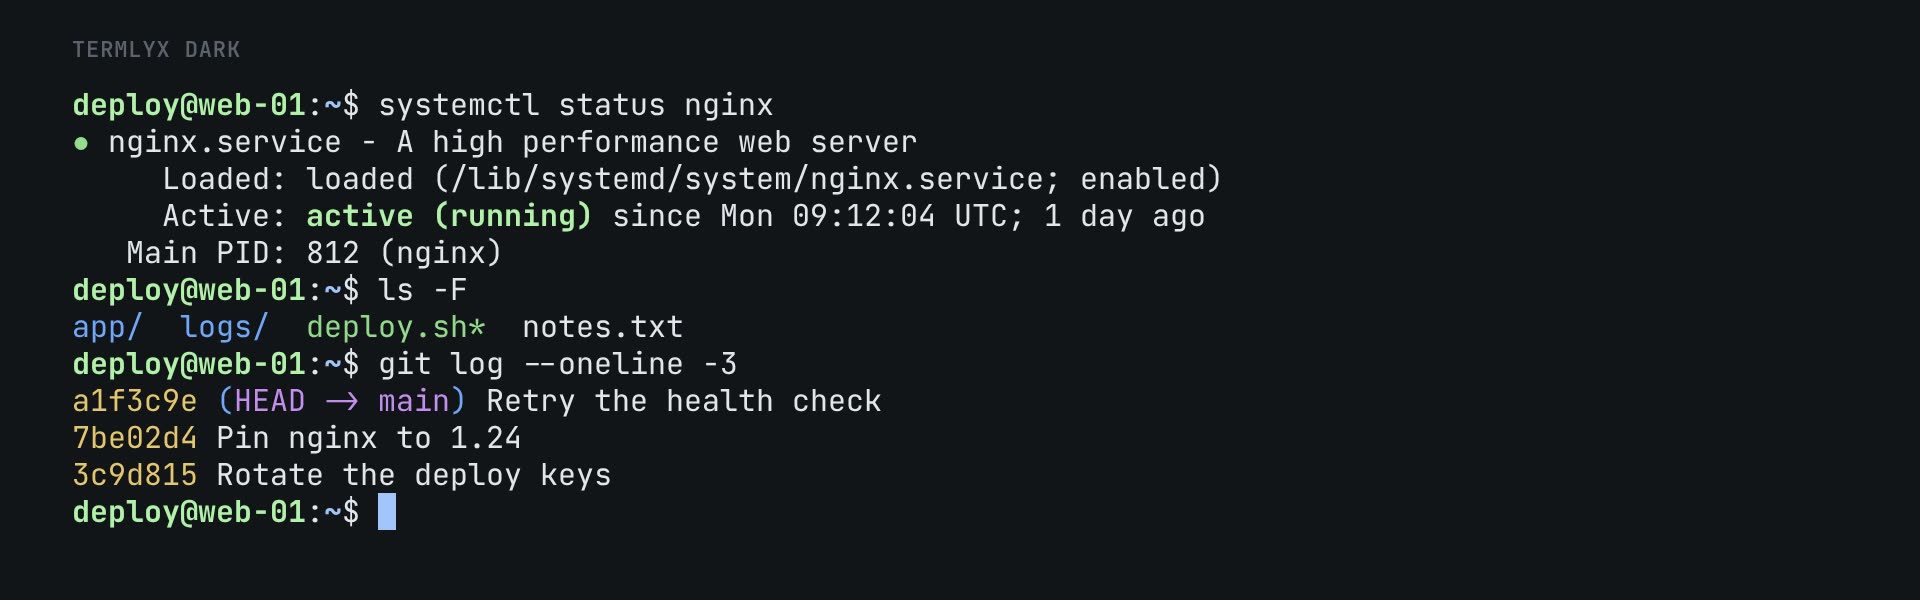 TERMLYX DARK
deploy@web-01:~$ systemctl status nginx
● nginx.service - A high performance web server
     Loaded: loaded (/lib/systemd/system/nginx.service; enabled)
     Active: active (running) since Mon 09:12:04 UTC; 1 day ago
   Main PID: 812 (nginx)
deploy@web-01:~$ ls -F
app/  logs/  deploy.sh*  notes.txt
deploy@web-01:~$ git log --oneline -3
a1f3c9e (HEAD -> main) Retry the health check
7be02d4 Pin nginx to 1.24
3c9d815 Rotate the deploy keys
deploy@web-01:~$